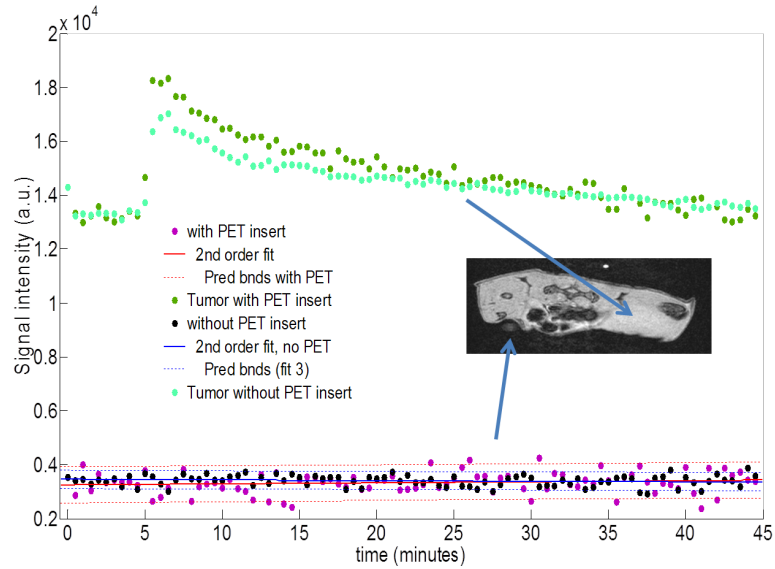 2 × 10⁴
1.8
1.6
1.4
1.2
1
0.8
0.6
0.4
0.2
Signal intensity (a.u.)
with PET insert
2nd order fit
Pred bnds with PET
Tumor with PET insert
without PET insert
2nd order fit, no PET
Pred bnds (fit 3)
Tumor without PET insert
0 5 10 15 20 25 30 35 40 45
time (minutes)